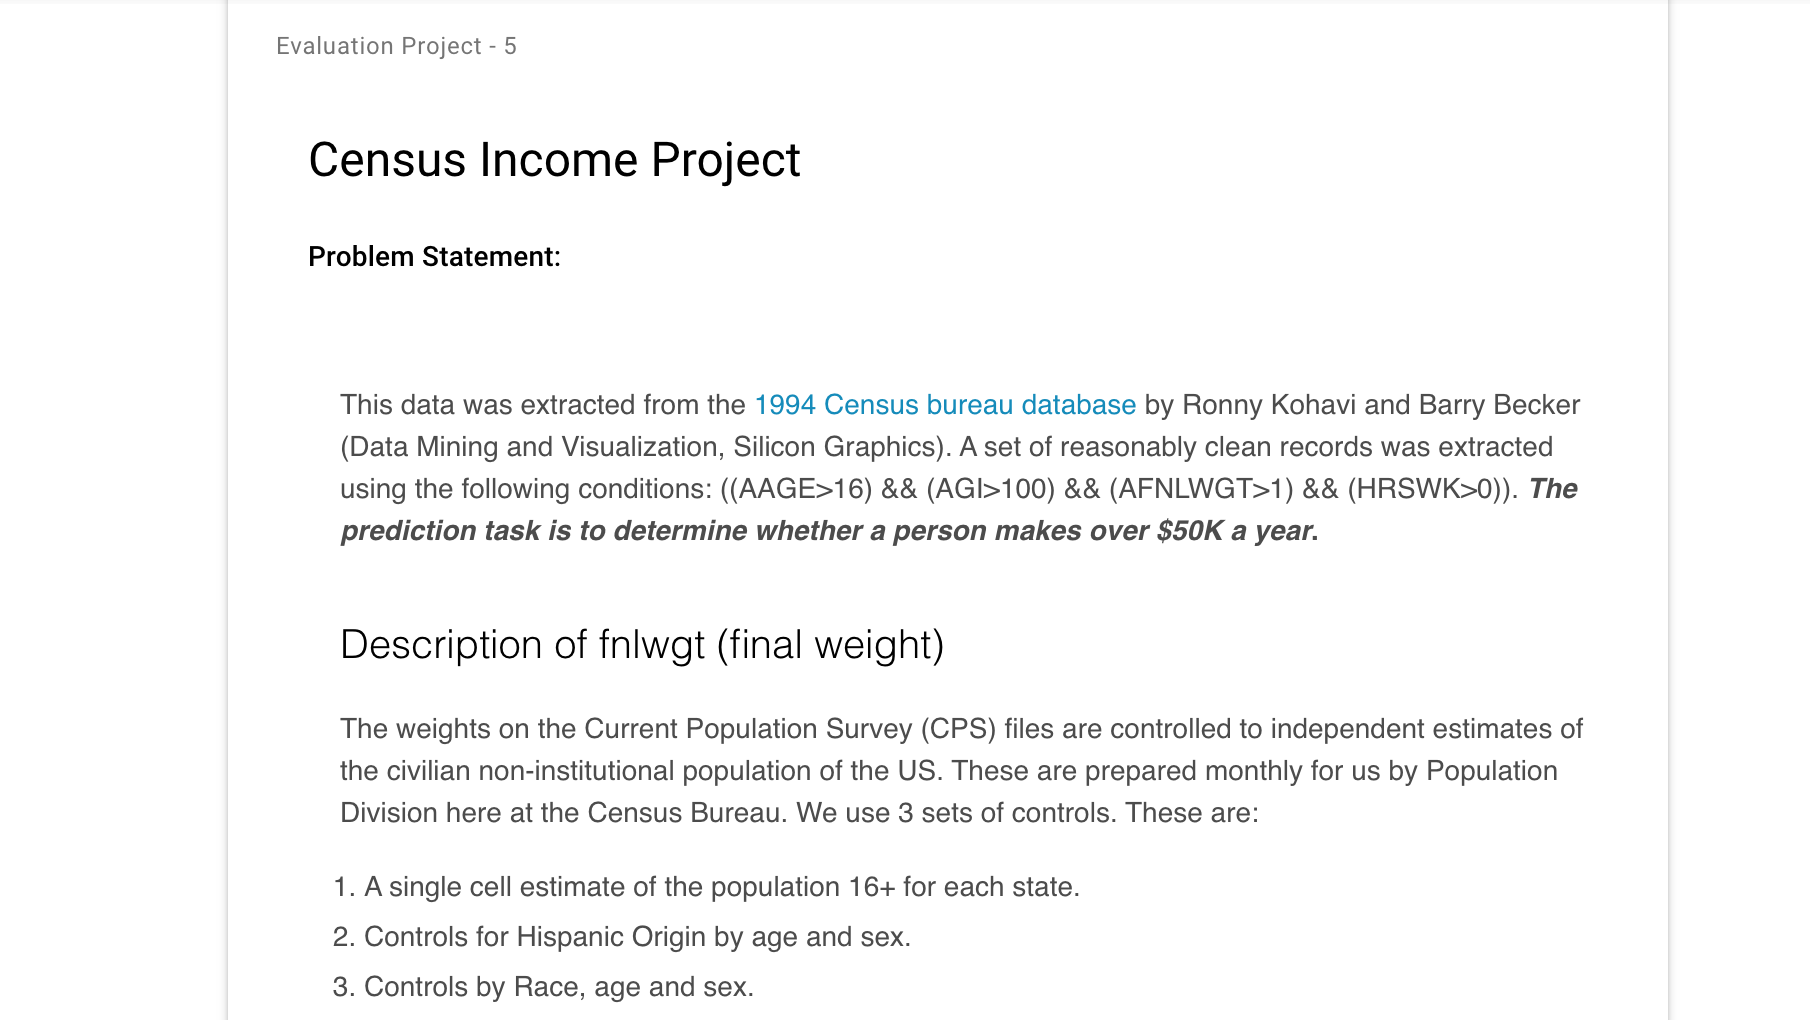 Evaluation Project - 5
Census Income Project
Problem Statement:
This data was extracted from the 1994 Census bureau database by Ronny Kohavi and Barry Becker
(Data Mining and Visualization, Silicon Graphics). A set of reasonably clean records was extracted
using the following conditions: ((AAGE>16) && (AGI>100) && (AFNLWGT>1) && (HRSWK>0)). The
prediction task is to determine whether a person makes over $50K a year.
Description of fnlwgt (final weight)
The weights on the Current Population Survey (CPS) files are controlled to independent estimates of
the civilian non-institutional population of the US. These are prepared monthly for us by Population
Division here at the Census Bureau. We use 3 sets of controls. These are:
1. A single cell estimate of the population 16+ for each state.
2. Controls for Hispanic Origin by age and sex.
3. Controls by Race, age and sex.